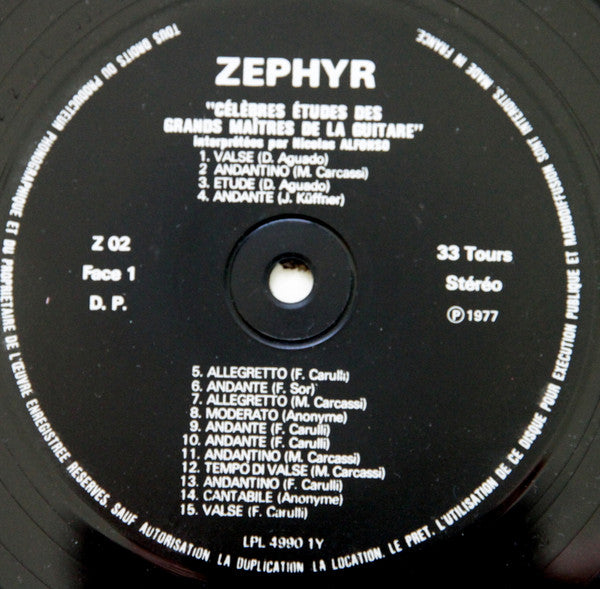 ZEPHYR
"CÉLÈBRES ÉTUDES DES
GRANDS MAÎTRES DE LA GUITARE"
Interprétées par Nicolas ALFONSO
1. VALSE (D. Aguado)
2 ANDANTINO (M. Carcassi)
3. ETUDE (D. Aguado)
4. ANDANTE (J. Küffner)
Z 02
Face 1
D. P.
33 Tours
Stéréo
Ⓟ 1977
5. ALLEGRETTO (F. Carulli)
6. ANDANTE (F. Sor)
7. ALLEGRETTO (M. Carcassi)
8. MODERATO (Anonyme)
9. ANDANTE (F. Carulli)
10. ANDANTE (F. Carulli)
11. ANDANTINO (M. Carcassi)
12. TEMPO DI VALSE (M. Carcassi)
13. ANDANTINO (F. Carulli)
14. CANTABILE (Anonyme)
15. VALSE (F. Carulli)
LPL 4990 1Y
TOUS DROITS DU PRODUCTEUR PHONOGRAPHIQUE ET DU PROPRIETAIRE DE L'ŒUVRE ENREGISTREE RESERVES. SAUF AUTORISATION LA DUPLICATION LA LOCATION, LE PRET, L'UTILISATION DE CE DISQUE POUR EXECUTION PUBLIQUE ET RADIODIFFUSION SONT INTERDITS. MADE IN FRANCE.